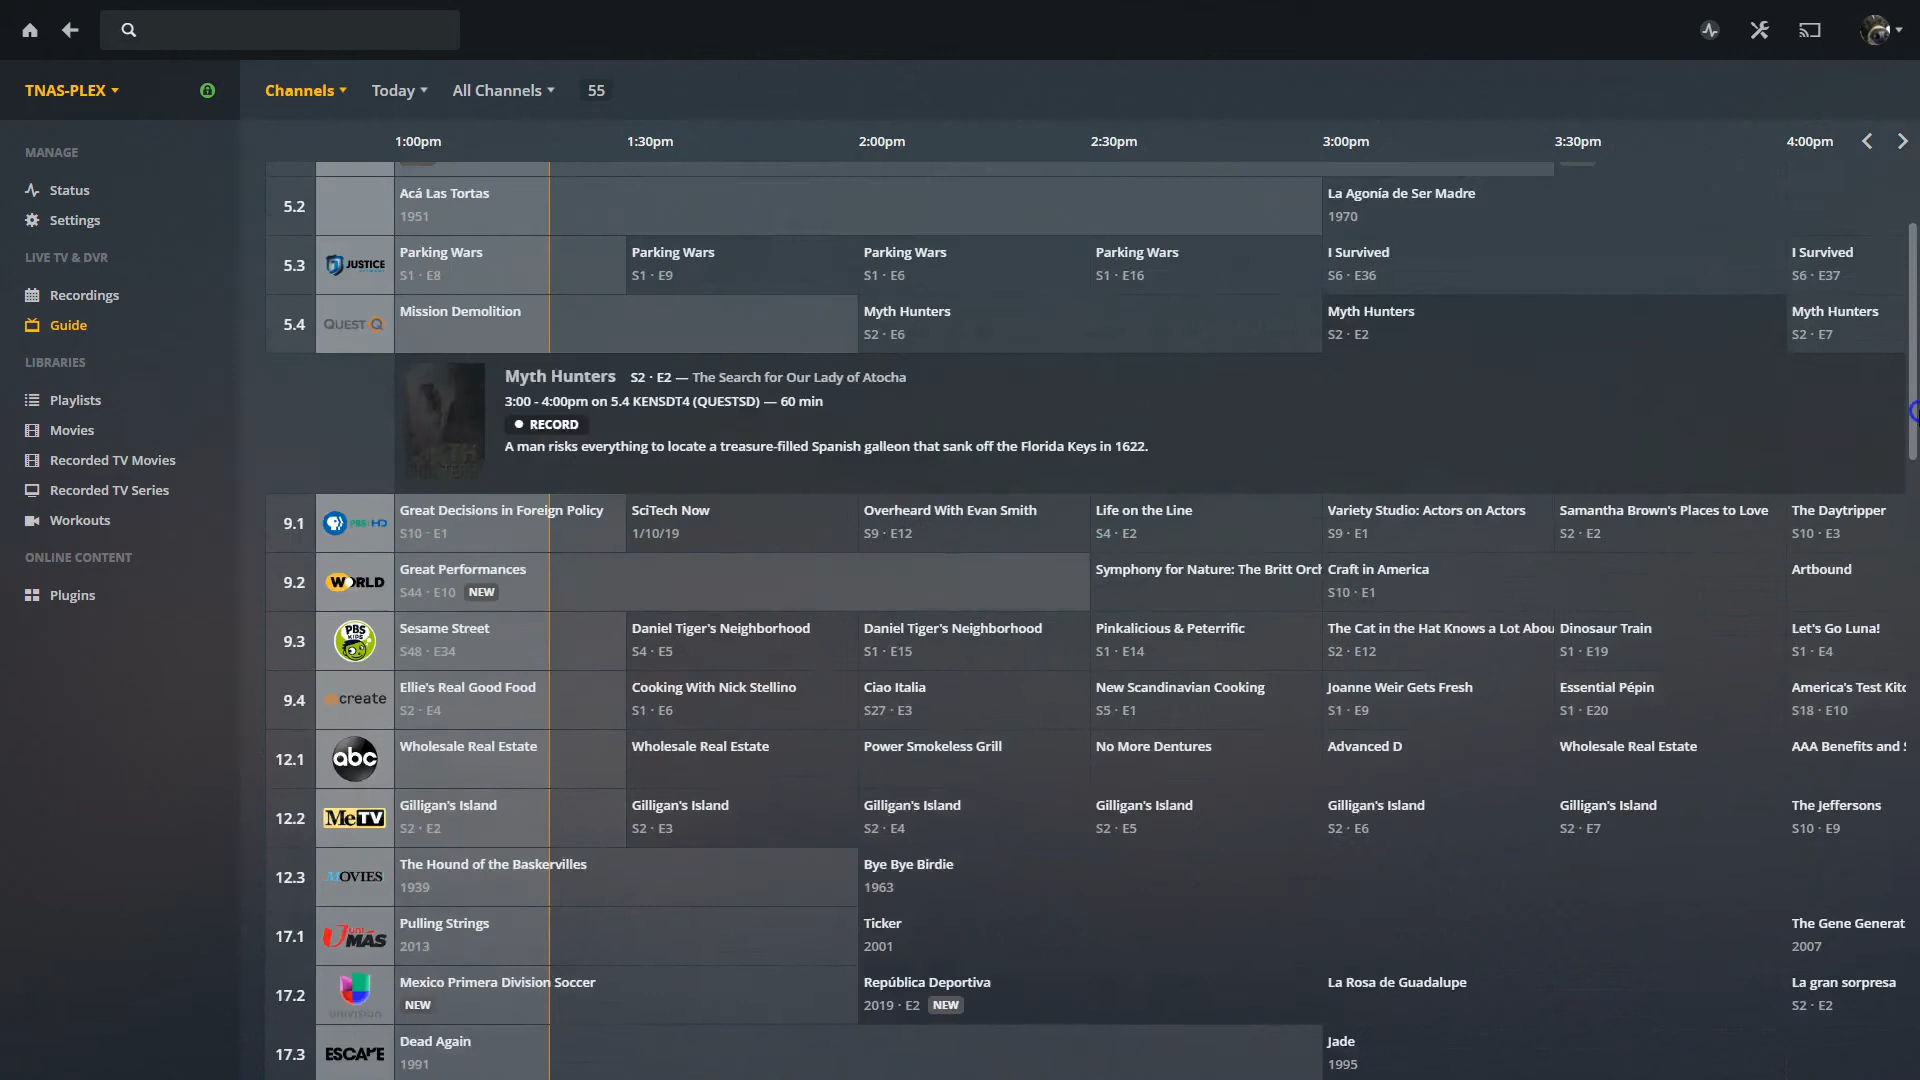 TNAS-PLEX
Channels
Today
All Channels
55
MANAGE
Status
Settings
LIVE TV & DVR
Recordings
Guide
LIBRARIES
Playlists
Movies
Recorded TV Movies
Recorded TV Series
Workouts
ONLINE CONTENT
Plugins
1:00pm 1:30pm 2:00pm 2:30pm 3:00pm 3:30pm 4:00pm
5.2 Acá Las Tortas La Agonía de Ser Madre
1951 1970
5.3 JUSTICE Parking Wars Parking Wars Parking Wars Parking Wars I Survived I Survived
S1 · E8 S1 · E9 S1 · E6 S1 · E16 S6 · E36 S6 · E37
5.4 QUEST Mission Demolition Myth Hunters Myth Hunters Myth Hunters
S2 · E6 S2 · E2 S2 · E7
Myth Hunters S2 · E2 — The Search for Our Lady of Atocha
3:00 - 4:00pm on 5.4 KENSDT4 (QUESTSD) — 60 min
RECORD
A man risks everything to locate a treasure-filled Spanish galleon that sank off the Florida Keys in 1622.
9.1 PBS HD Great Decisions in Foreign Policy SciTech Now Overheard With Evan Smith Life on the Line Variety Studio: Actors on Actors Samantha Brown's Places to Love The Daytripper
S10 · E1 1/10/19 S9 · E12 S4 · E2 S9 · E1 S2 · E2 S10 · E3
9.2 WORLD Great Performances Symphony for Nature: The Britt Orch Craft in America Artbound
S44 · E10 NEW S10 · E1
9.3 PBS KIDS Sesame Street Daniel Tiger's Neighborhood Daniel Tiger's Neighborhood Pinkalicious & Peterrific The Cat in the Hat Knows a Lot Abou Dinosaur Train Let's Go Luna!
S48 · E34 S4 · E5 S1 · E15 S1 · E14 S2 · E12 S1 · E19 S1 · E4
9.4 create Ellie's Real Good Food Cooking With Nick Stellino Ciao Italia New Scandinavian Cooking Joanne Weir Gets Fresh Essential Pépin America's Test Kitc
S2 · E4 S1 · E6 S27 · E3 S5 · E1 S1 · E9 S1 · E20 S18 · E10
12.1 abc Wholesale Real Estate Wholesale Real Estate Power Smokeless Grill No More Dentures Advanced D Wholesale Real Estate AAA Benefits and S
12.2 MeTV Gilligan's Island Gilligan's Island Gilligan's Island Gilligan's Island Gilligan's Island Gilligan's Island The Jeffersons
S2 · E2 S2 · E3 S2 · E4 S2 · E5 S2 · E6 S2 · E7 S10 · E9
12.3 MOVIES The Hound of the Baskervilles Bye Bye Birdie
1939 1963
17.1 UNI MÁS Pulling Strings Ticker The Gene Generat
2013 2001 2007
17.2 UNIVISION Mexico Primera División Soccer República Deportiva La Rosa de Guadalupe La gran sorpresa
NEW 2019 · E2 NEW S2 · E2
17.3 ESCAPE Dead Again Jade
1991 1995